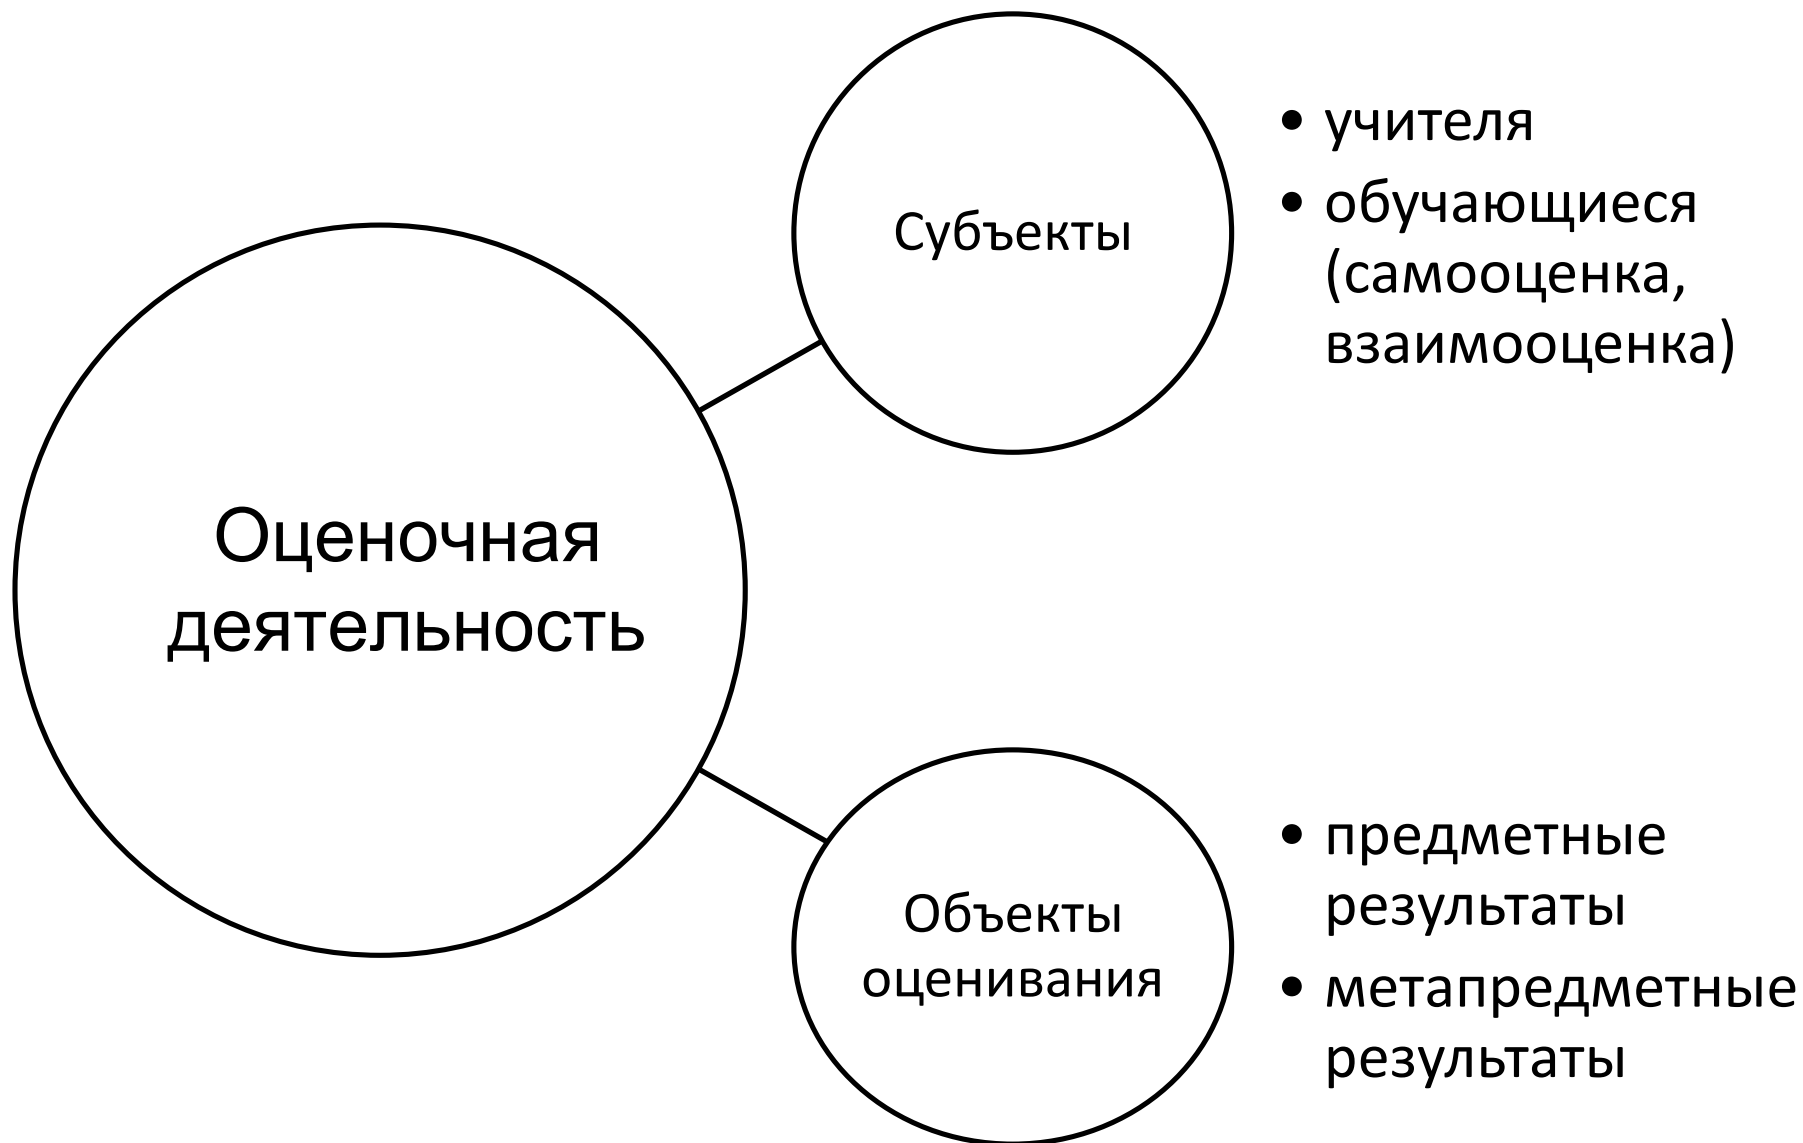 Оценочная
деятельность
Субъекты
• учителя
• обучающиеся
(самооценка,
взаимооценка)
Объекты
оценивания
• предметные
результаты
• метапредметные
результаты